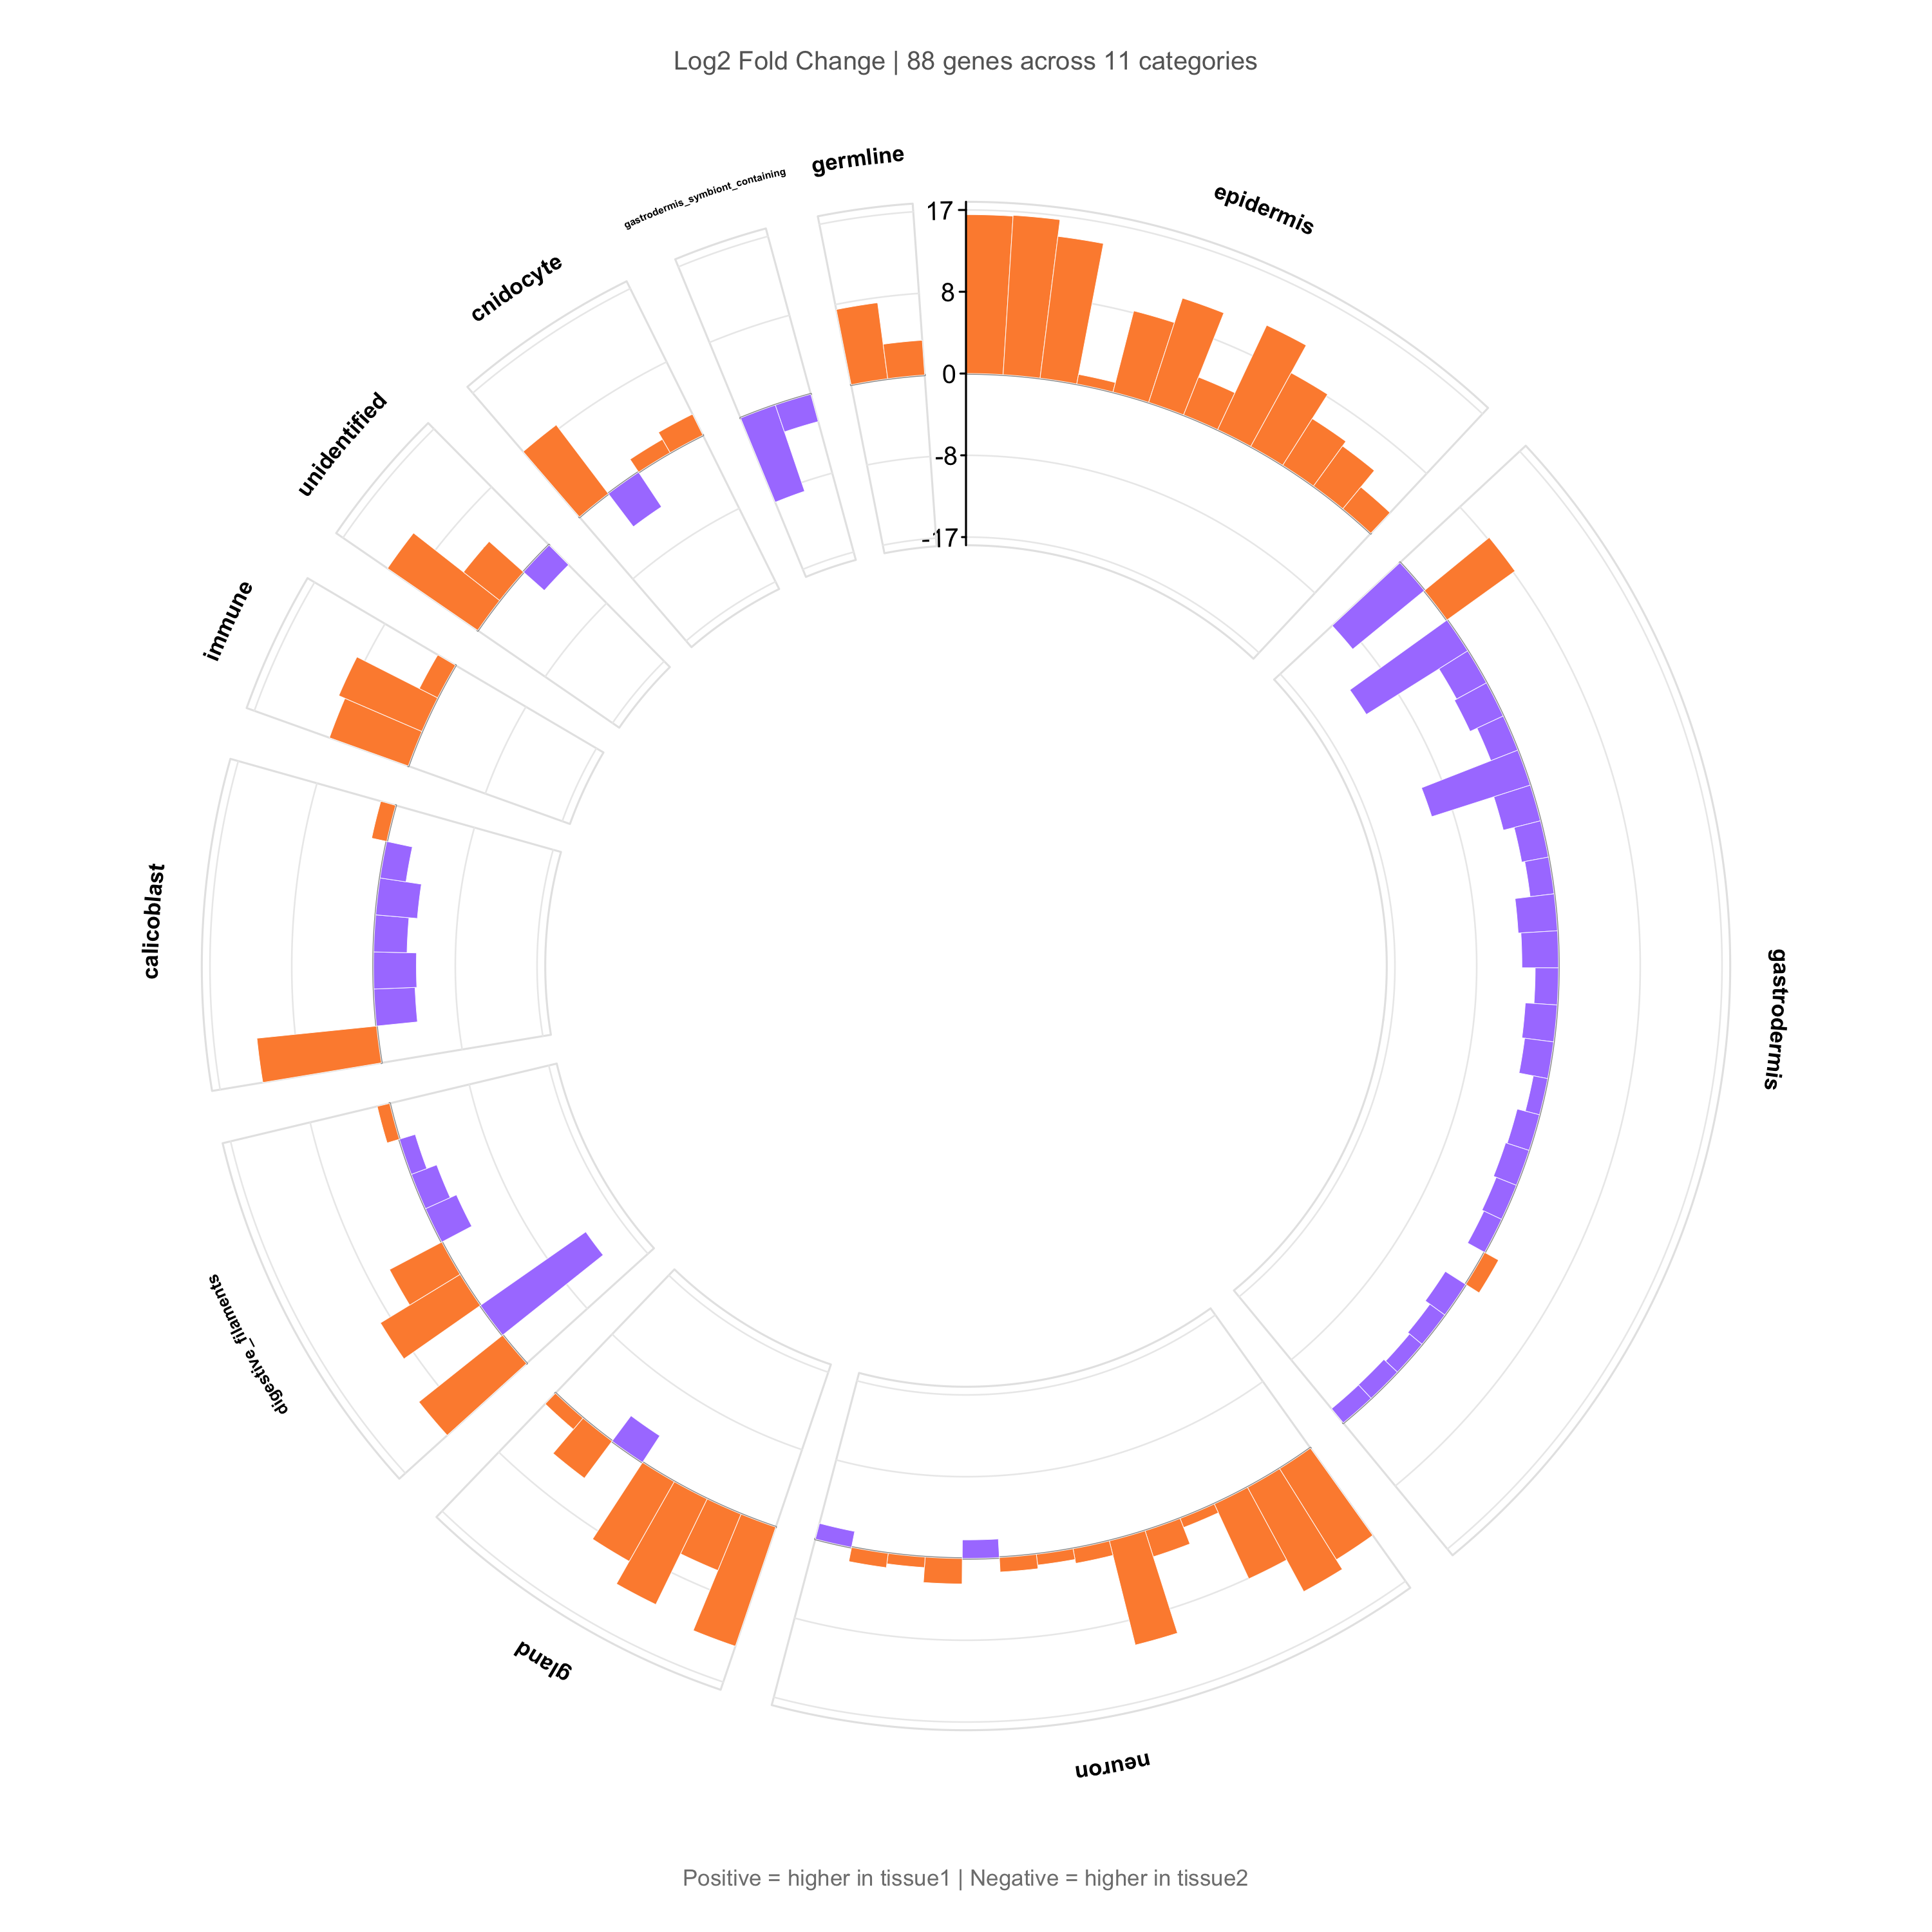 Log2 Fold Change | 88 genes across 11 categories
germline
epidermis
gastrodermis_symbiont_containing
cnidocyte
unidentified
immune
calicoblast
digestive_filaments
gland
neuron
gastrodermis
17
8
0
-8
-17
Positive = higher in tissue1 | Negative = higher in tissue2